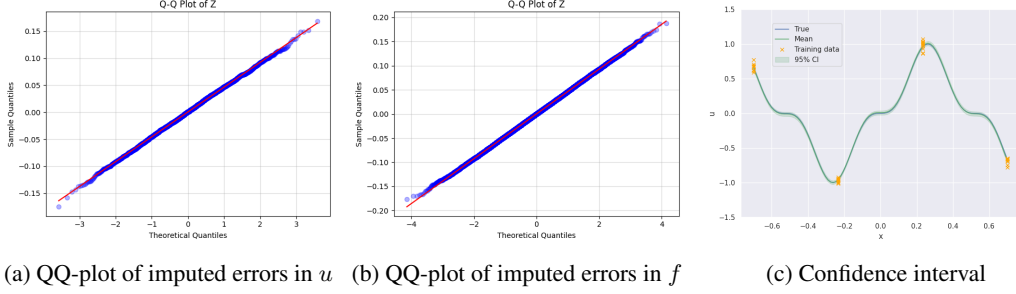 Q-Q Plot of Z
0.15
0.10
0.05
0.00
−0.05
−0.10
−0.15
Sample Quantiles
−3
−2
−1
0
1
2
3
Theoretical Quantiles
(a) QQ-plot of imputed errors in u
Q-Q Plot of Z
0.20
0.15
0.10
0.05
0.00
−0.05
−0.10
−0.15
−0.20
Sample Quantiles
−4
−2
0
2
4
Theoretical Quantiles
(b) QQ-plot of imputed errors in f
1.5
1.0
0.5
0.0
−0.5
−1.0
−1.5
u
True
Mean
Training data
95% CI
−0.6
−0.4
−0.2
0.0
0.2
0.4
0.6
x
(c) Confidence interval